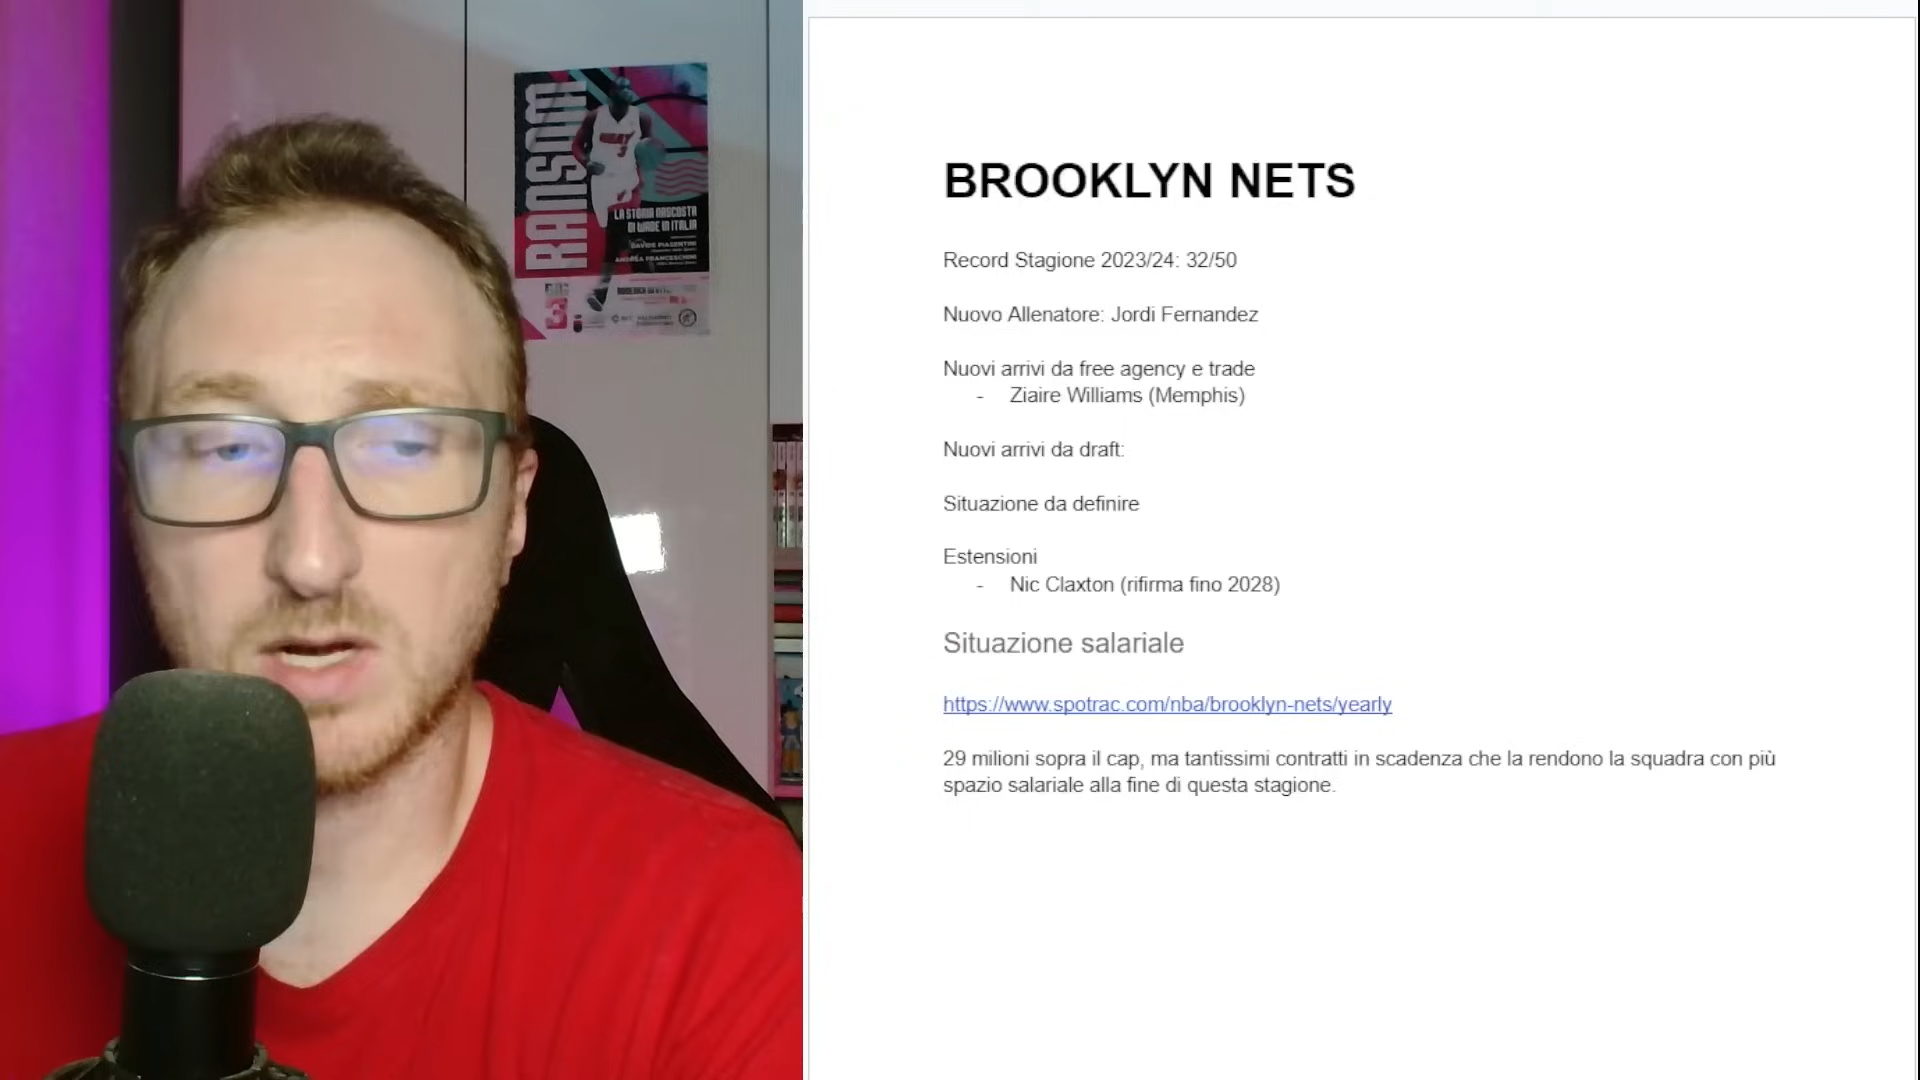 RANSOM
HEAT
3
LA STORIA NASCOSTA
DI WADE IN ITALIA
DAVIDE PIASENTINI
ANDREA FRANCESCHINI
3
BROOKLYN NETS
Record Stagione 2023/24: 32/50
Nuovo Allenatore: Jordi Fernandez
Nuovi arrivi da free agency e trade
- Ziaire Williams (Memphis)
Nuovi arrivi da draft:
Situazione da definire
Estensioni
- Nic Claxton (rifirma fino 2028)
Situazione salariale
https://www.spotrac.com/nba/brooklyn-nets/yearly
29 milioni sopra il cap, ma tantissimi contratti in scadenza che la rendono la squadra con più
spazio salariale alla fine di questa stagione.